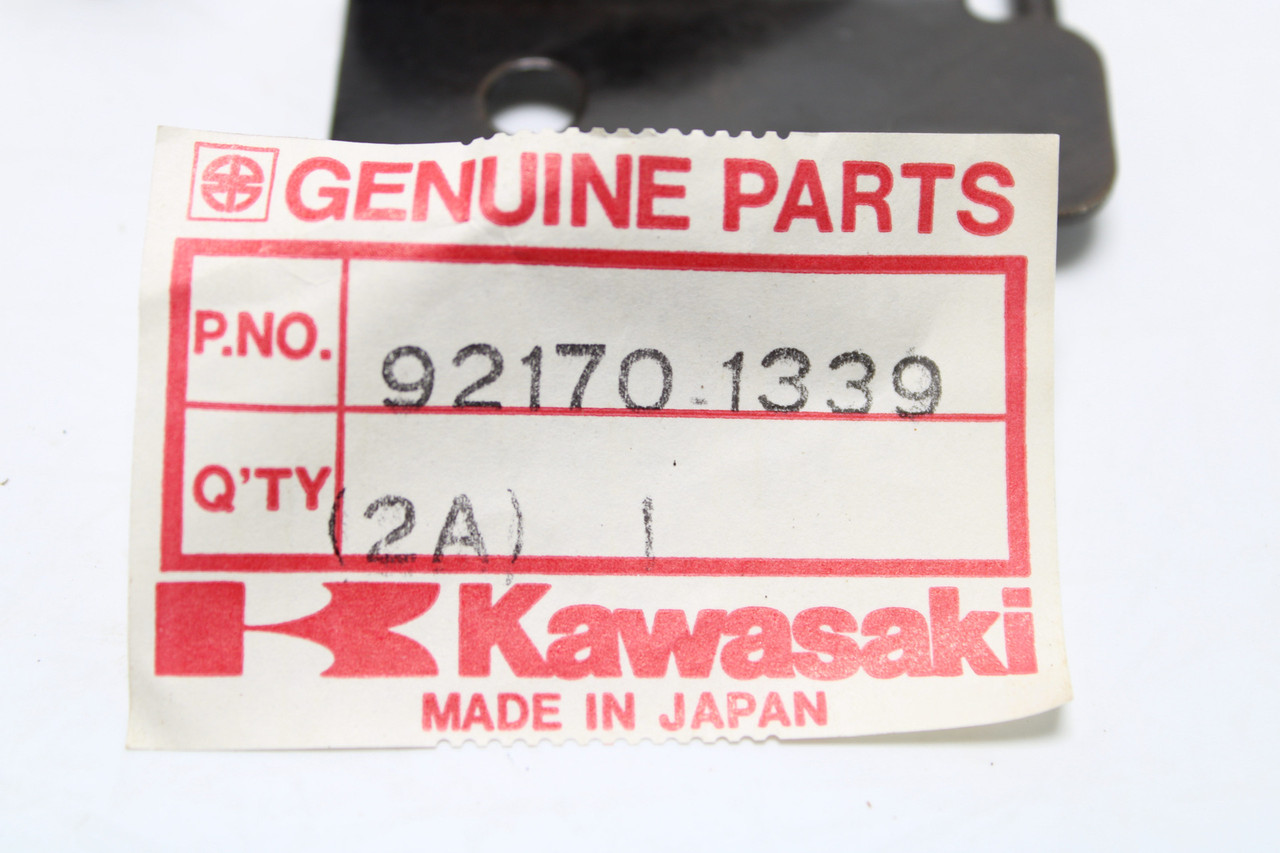 GENUINE PARTS
P.NO. 92170-1339
Q'TY (2A) 1
Kawasaki
MADE IN JAPAN